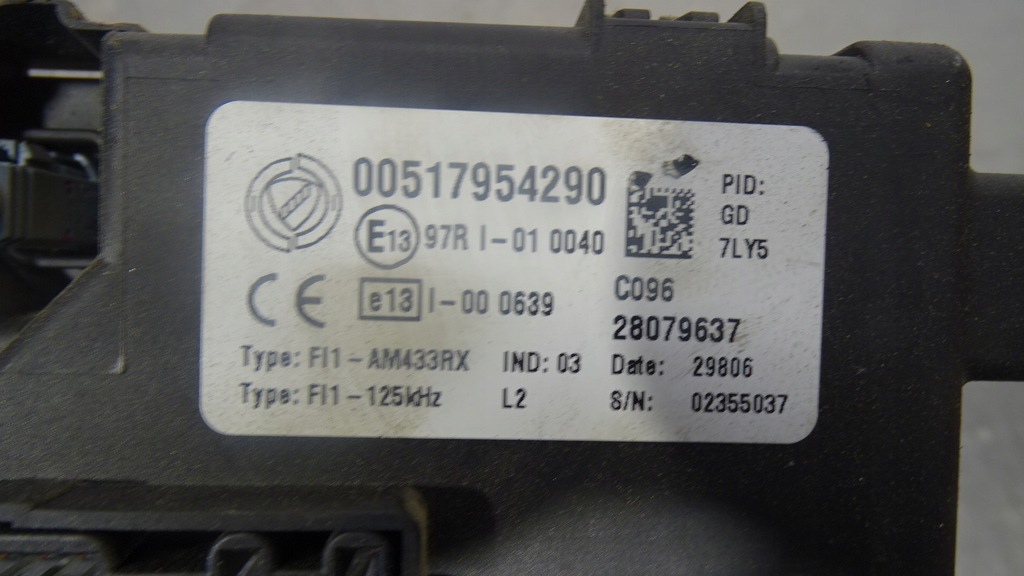 00517954290
E13 97R I-01 0040
PID:
GD
7LY5
CE e13 I-00 0639
C096
28079637
Type: FI1-AM433RX IND: 03 Date: 29806
Type: FI1-125kHz L2 S/N: 02355037